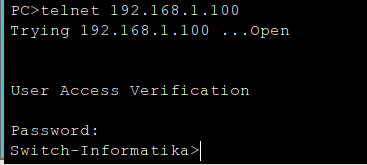 PC>telnet 192.168.1.100
Trying 192.168.1.100 ...Open
User Access Verification
Password:
Switch-Informatika>